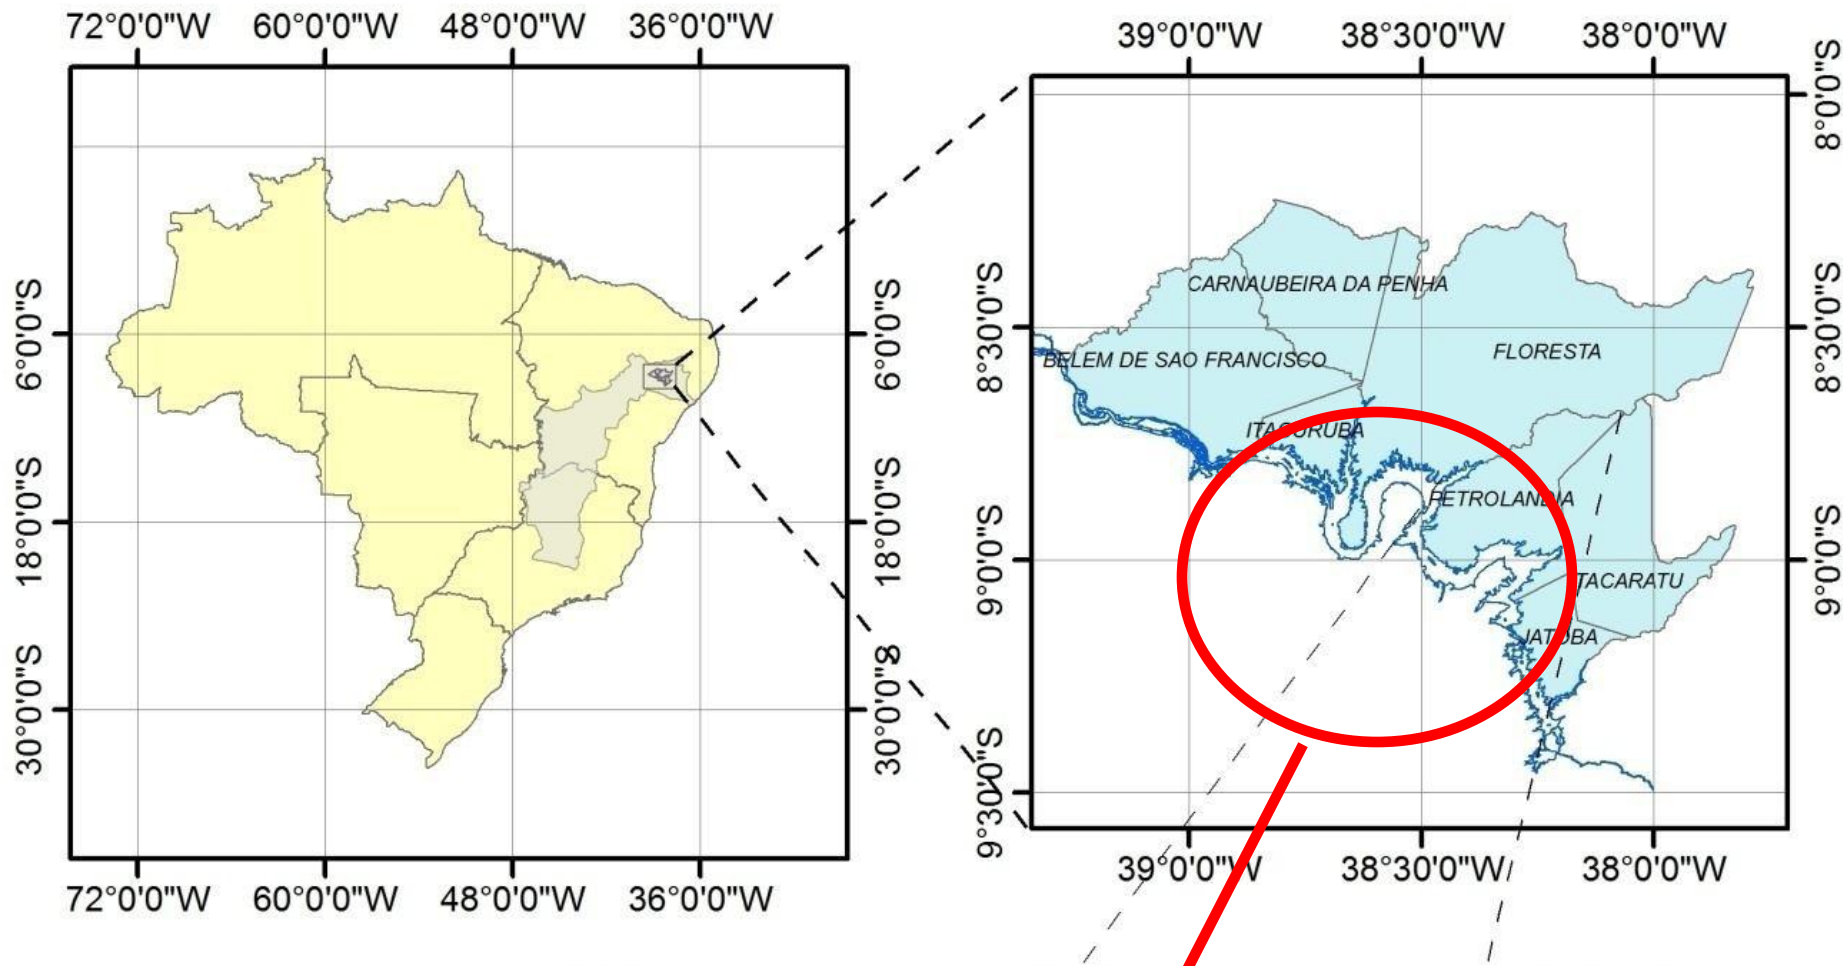 72°0'0"W 60°0'0"W 48°0'0"W 36°0'0"W
6°0'0"S
18°0'0"S
30°0'0"S
6°0'0"S
18°0'0"S
30°0'0"S
72°0'0"W 60°0'0"W 48°0'0"W 36°0'0"W
39°0'0"W 38°30'0"W 38°0'0"W
8°30'0"S
9°0'0"S
9°30'0"S
CARNAUBEIRA DA PENHA
FLORESTA
BELEM DE SAO FRANCISCO
ITACURUBA
PETROLANDIA
TACARATU
JATOBA
8°0'0"S
8°30'0"S
9°0'0"S
39°0'0"W 38°30'0"W 38°0'0"W